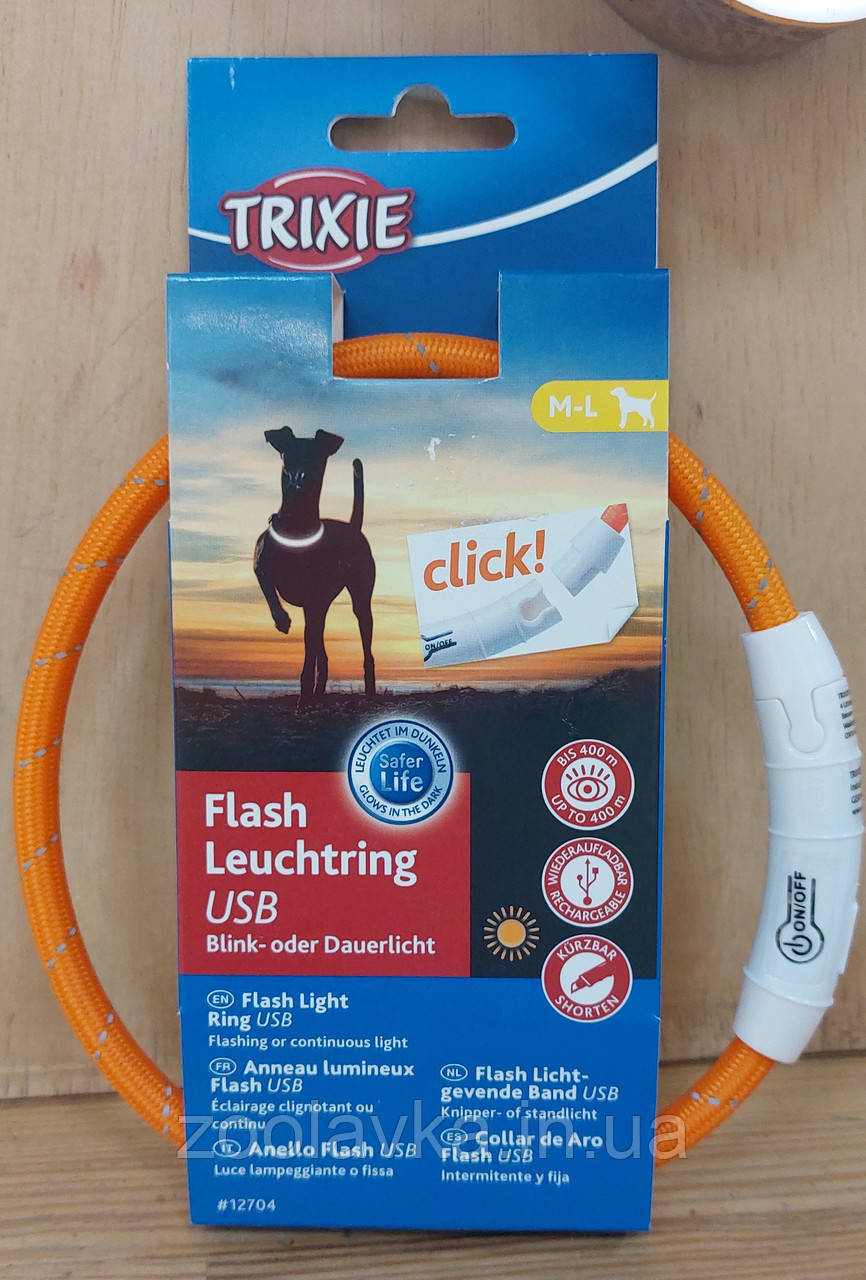 TRIXIE
M-L
click!
ON/OFF
LEUCHTET IM DUNKELN
Safer
Life
GLOWS IN THE DARK
BIS 400 m
UP TO 400 m
WIEDERAUFLADBAR
RECHARGEABLE
KÜRZBAR
SHORTEN
ON/OFF
Flash
Leuchtring
USB
Blink- oder Dauerlicht
EN Flash Light
Ring USB
Flashing or continuous light
FR Anneau lumineux
Flash USB
Éclairage clignotant ou
continu
IT Anello Flash USB
Luce lampeggiante o fissa
NL Flash Licht-
gevende Band USB
Knipper- of standlicht
ES Collar de Aro
Flash USB
Intermitente y fija
#12704
zoolavka.in.ua